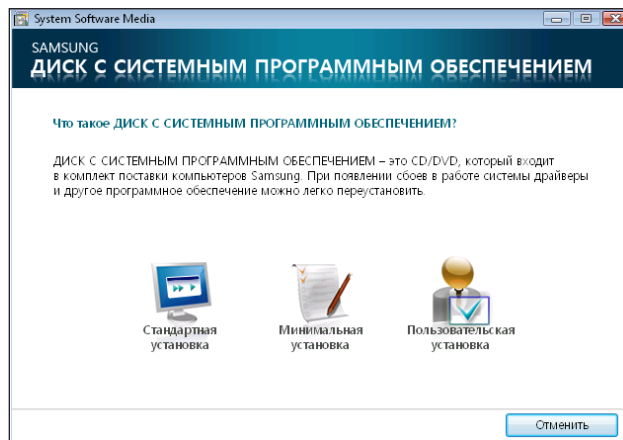 System Software Media
SAMSUNG
ДИСК С СИСТЕМНЫМ ПРОГРАММНЫМ ОБЕСПЕЧЕНИЕМ
Что такое ДИСК С СИСТЕМНЫМ ПРОГРАММНЫМ ОБЕСПЕЧЕНИЕМ?
ДИСК С СИСТЕМНЫМ ПРОГРАММНЫМ ОБЕСПЕЧЕНИЕМ – это CD/DVD, который входит
в комплект поставки компьютеров Samsung. При появлении сбоев в работе системы драйверы
и другое программное обеспечение можно легко переустановить.
Стандартная
установка
Минимальная
установка
Пользовательская
установка
Отменить